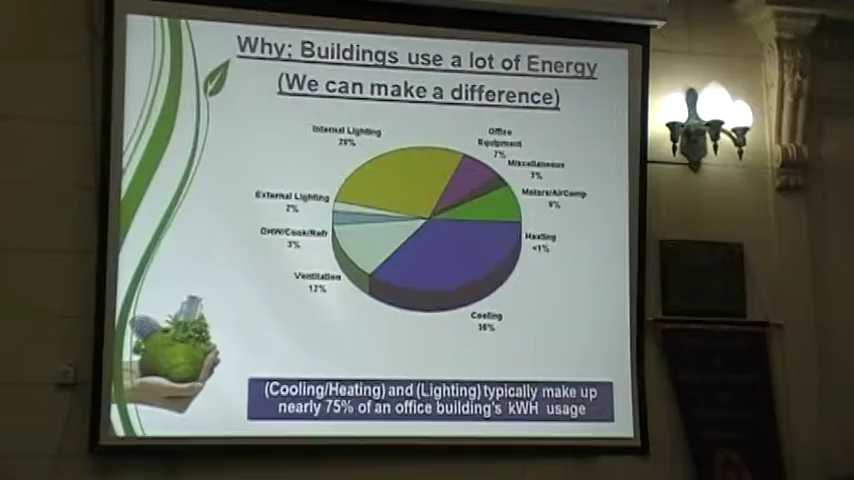 Why; Buildings use a lot of Energy
(We can make a difference)
Internal Lighting
28%
Office
Equipment
7%
Miscellaneous
External Lighting
2%
Motors/AirComp
DHW/Cook/Refr
3%
Heating
<1%
Ventilation
12%
Cooling
36%
(Cooling/Heating) and (Lighting) typically make up
nearly 75% of an office building's kWH usage